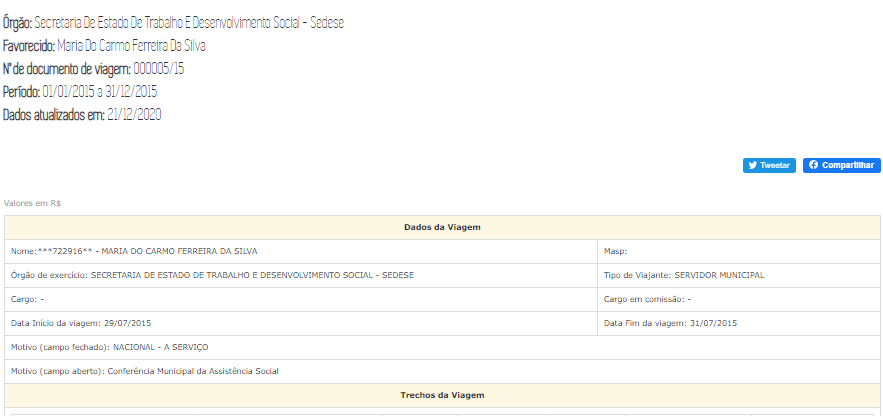 Órgão: Secretaria De Estado De Trabalho E Desenvolvimento Social - Sedese
Favorecido: Maria Do Carmo Ferreira Da Silva
N° de documento de viagem: 000005/15
Período: 01/01/2015 a 31/12/2015
Dados atualizados em: 21/12/2020
Tweetar Compartilhar
Valores em R$
Dados da Viagem
Nome:***722916** - MARIA DO CARMO FERREIRA DA SILVA Masp:
Órgão de exercício: SECRETARIA DE ESTADO DE TRABALHO E DESENVOLVIMENTO SOCIAL - SEDESE Tipo de Viajante: SERVIDOR MUNICIPAL
Cargo: - Cargo em comissão: -
Data Início da viagem: 29/07/2015 Data Fim da viagem: 31/07/2015
Motivo (campo fechado): NACIONAL - A SERVIÇO
Motivo (campo aberto): Conferência Municipal da Assistência Social
Trechos da Viagem